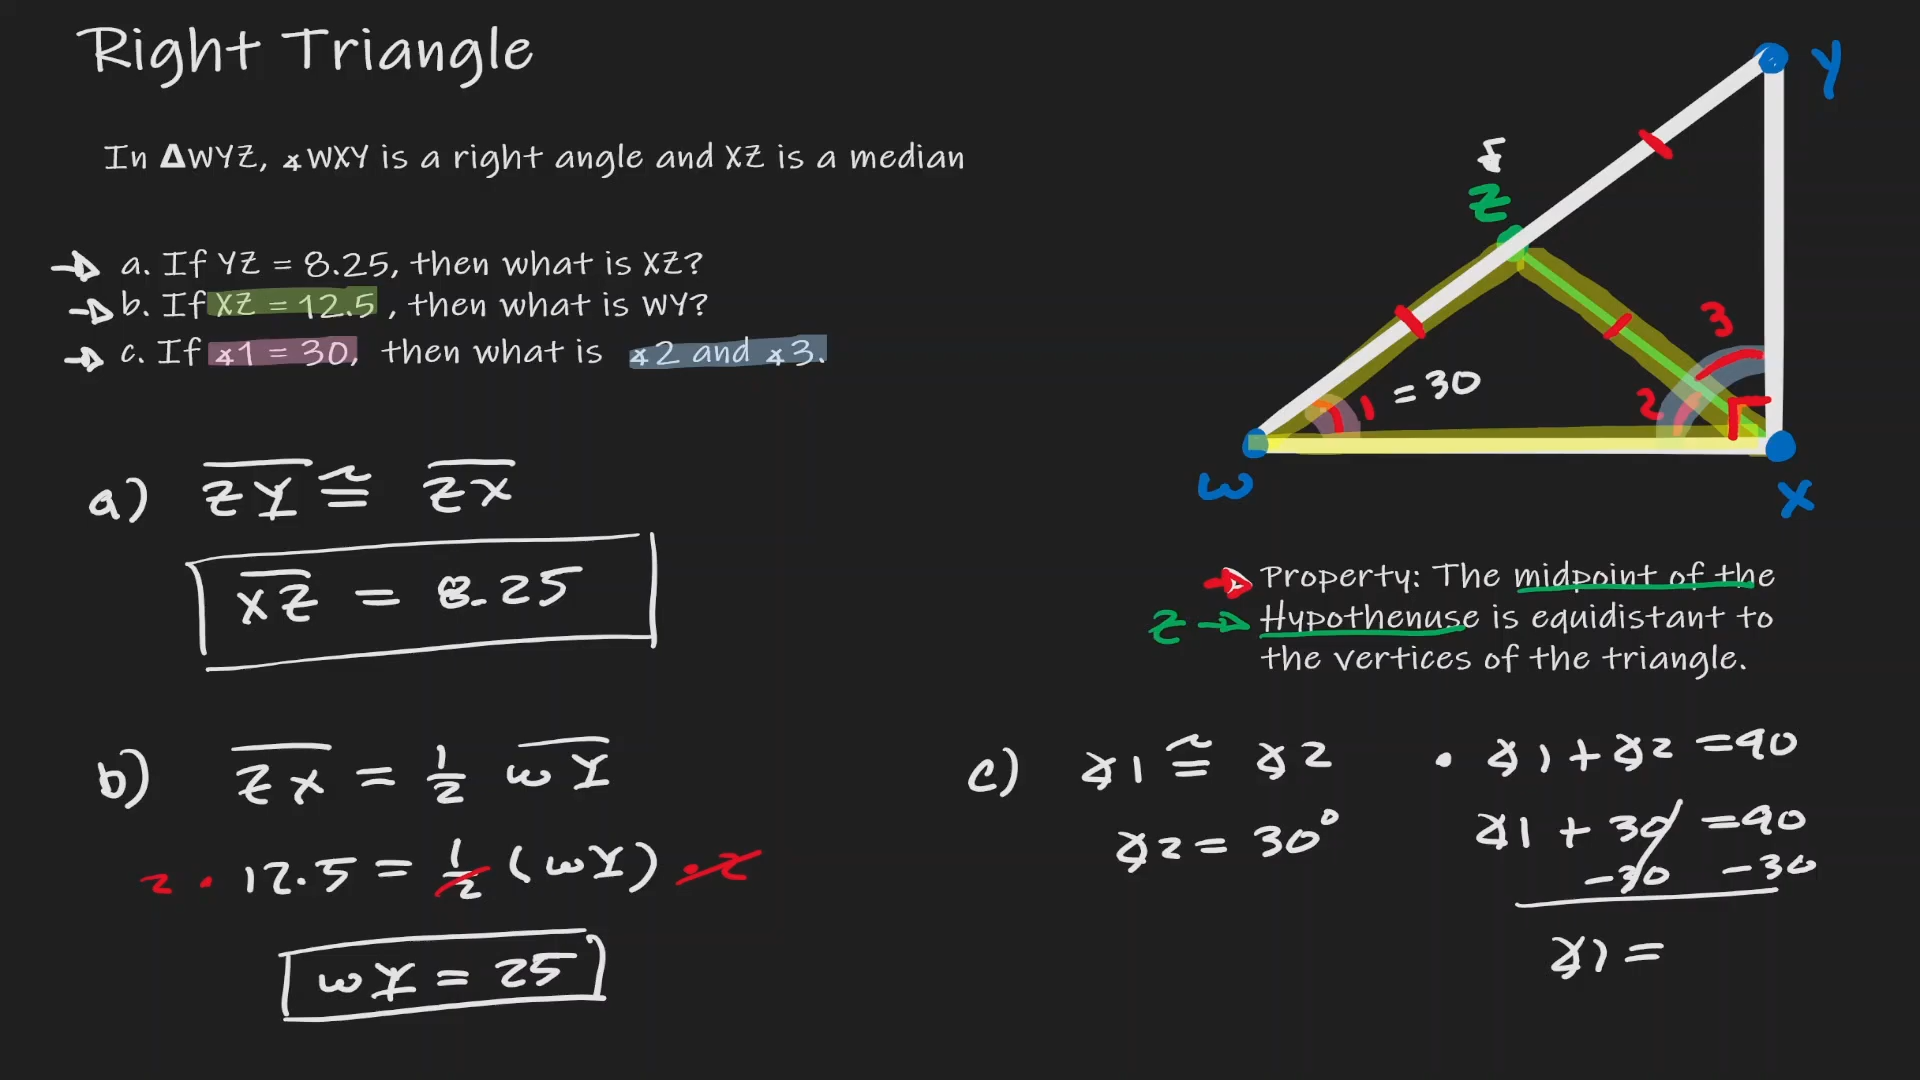 Right Triangle
In ΔWYZ, ∡WXY is a right angle and XZ is a median
a. If YZ = 8.25, then what is XZ?
b. If XZ = 12.5, then what is WY?
c. If ∡1 = 30, then what is ∡2 and ∡3.
Y
Z
3
1 = 30
2
W
X
Property: The midpoint of the
Z → Hypothenuse is equidistant to
the vertices of the triangle.
a) ZY ≅ ZX
XZ = 8.25
b) ZX = 1/2 WY
2 · 12.5 = 1/2 (WY) · 2
WY = 25
c) ∡1 ≅ ∡2
∡2 = 30°
• ∡1 + ∡2 = 90
∡1 + 30 = 90
-30 -30
∡1 =